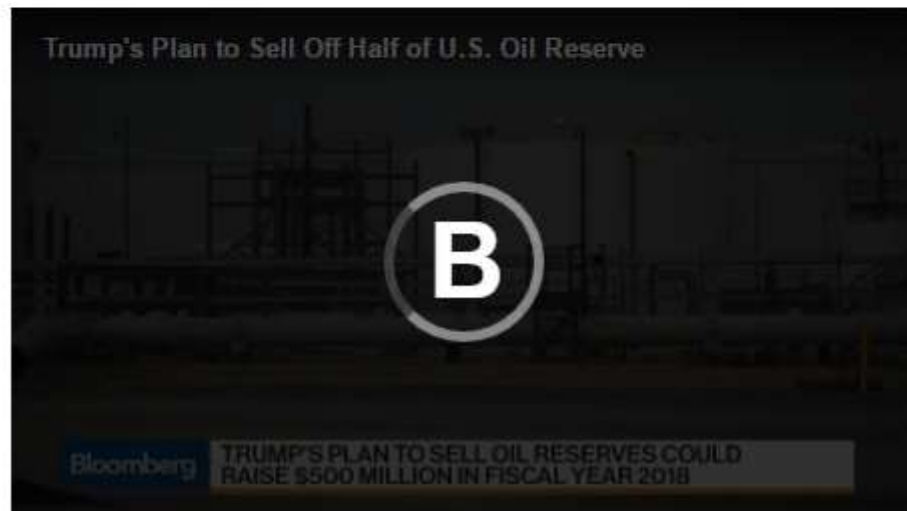 Trump's Plan to Sell Off Half of U.S. Oil Reserve
B
Bloomberg
TRUMP'S PLAN TO SELL OIL RESERVES COULD
RAISE $500 MILLION IN FISCAL YEAR 2018